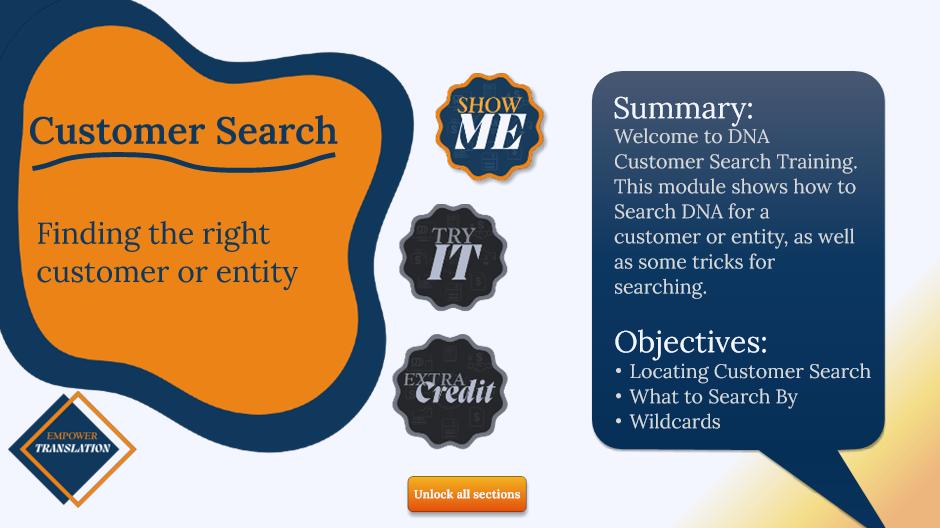 Customer Search
Finding the right
customer or entity
SHOW
ME
TRY
IT
EXTRA
Credit
EMPOWER
TRANSLATION
Unlock all sections
Summary:
Welcome to DNA
Customer Search Training.
This module shows how to
Search DNA for a
customer or entity, as well
as some tricks for
searching.
Objectives:
• Locating Customer Search
• What to Search By
• Wildcards